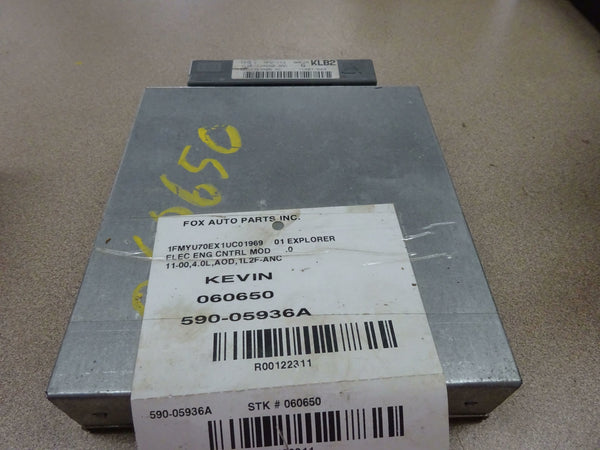 KLB2
060650
FOX AUTO PARTS INC.
1FMYU70EX1UC01969 01 EXPLORER
ELEC ENG CNTRL MOD .0
11-00,4.0L,AOD,1L2F-ANC
KEVIN
060650
590-05936A
R00122311
590-05936A STK # 060650